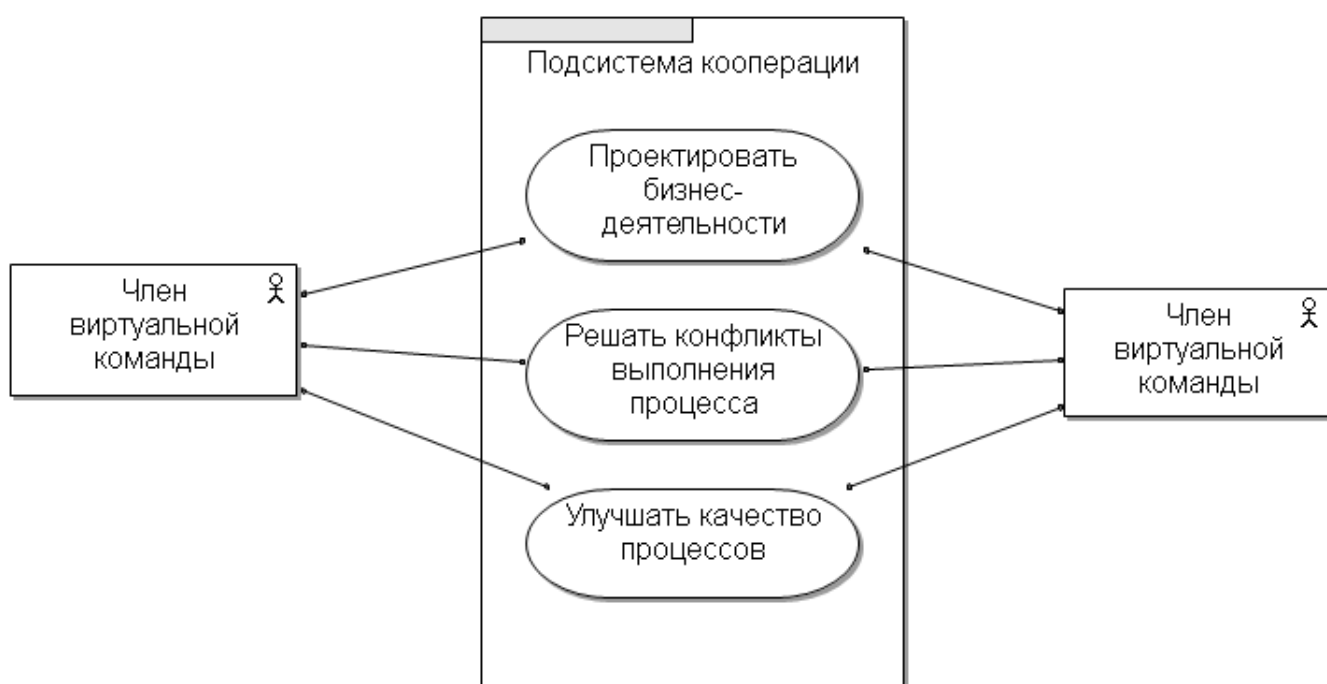 Подсистема кооперации
Проектировать
бизнес-
деятельности
Член
виртуальной
команды
Решать конфликты
выполнения
процесса
Член
виртуальной
команды
Улучшать качество
процессов